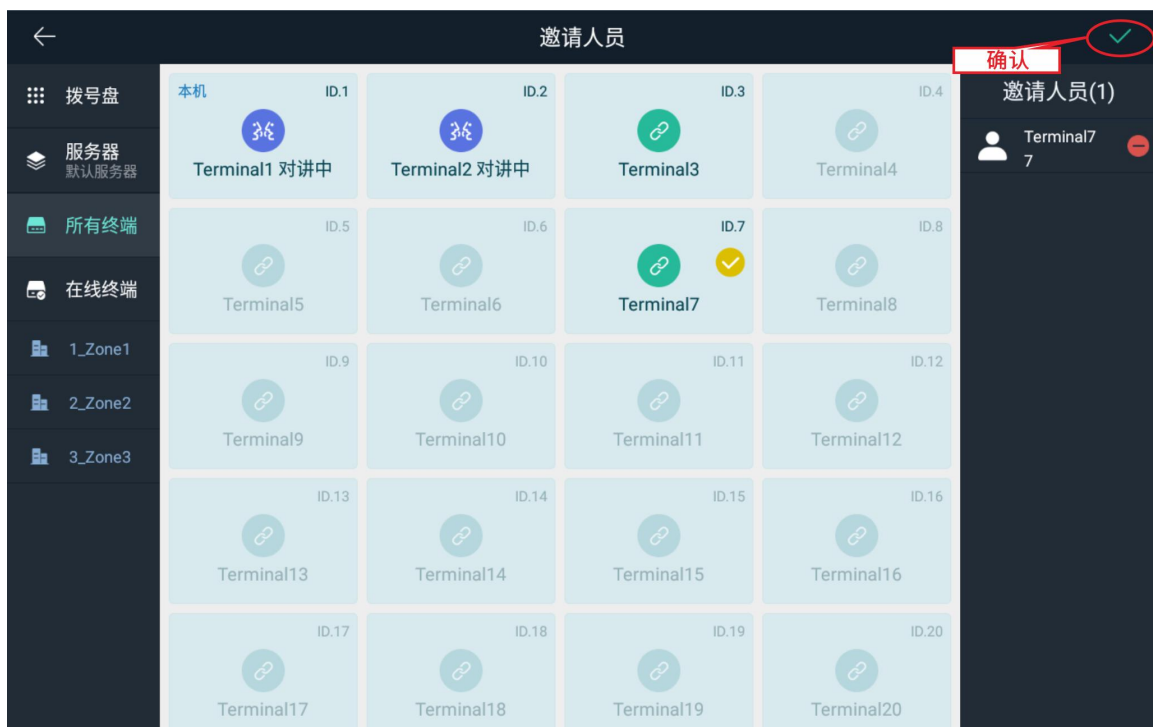 邀请人员
确认
拨号盘
服务器
默认服务器
所有终端
在线终端
1_Zone1
2_Zone2
3_Zone3
本机 ID.1
Terminal1 对讲中
ID.2
Terminal2 对讲中
ID.3
Terminal3
ID.4
Terminal4
ID.5
Terminal5
ID.6
Terminal6
ID.7
Terminal7
ID.8
Terminal8
ID.9
Terminal9
ID.10
Terminal10
ID.11
Terminal11
ID.12
Terminal12
ID.13
Terminal13
ID.14
Terminal14
ID.15
Terminal15
ID.16
Terminal16
ID.17
Terminal17
ID.18
Terminal18
ID.19
Terminal19
ID.20
Terminal20
邀请人员(1)
Terminal7
7